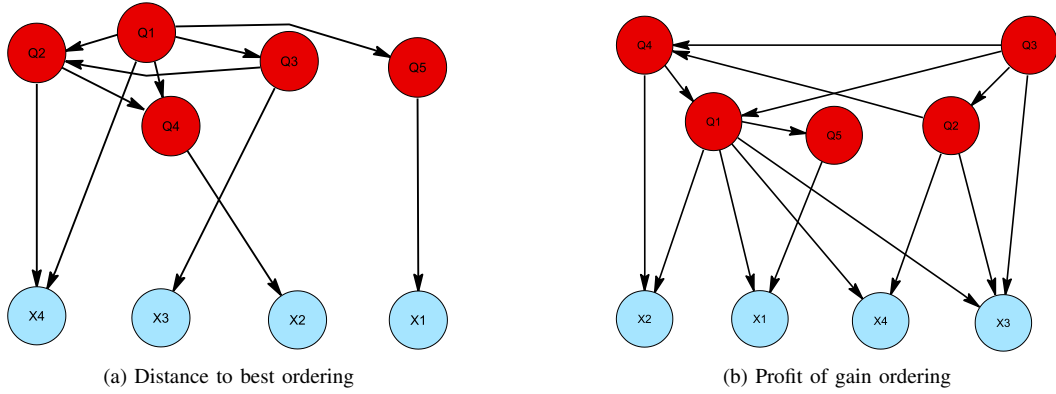 Q1
Q2
Q3
Q5
Q4
X4
X3
X2
X1
(a) Distance to best ordering
Q4
Q3
Q1
Q2
Q5
X2
X1
X4
X3
(b) Profit of gain ordering